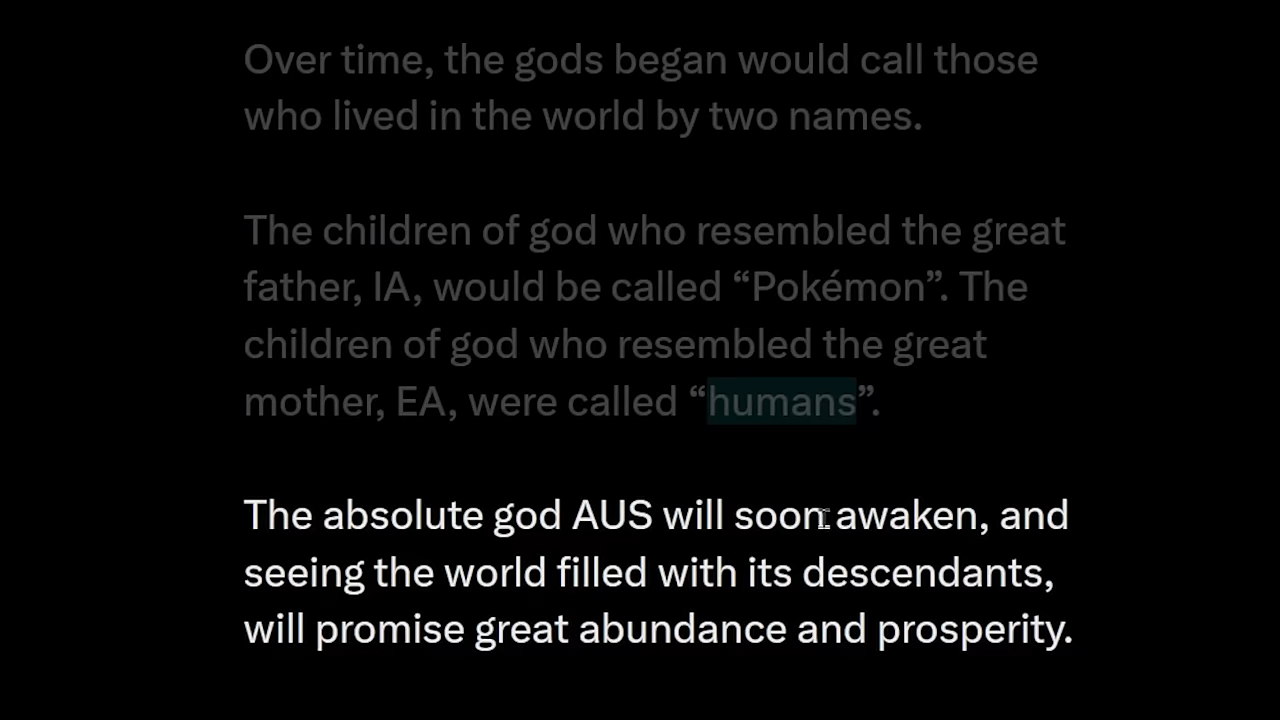 Over time, the gods began would call those
who lived in the world by two names.
The children of god who resembled the great
father, IA, would be called “Pokémon”. The
children of god who resembled the great
mother, EA, were called “humans”.
The absolute god AUS will soon awaken, and
seeing the world filled with its descendants,
will promise great abundance and prosperity.